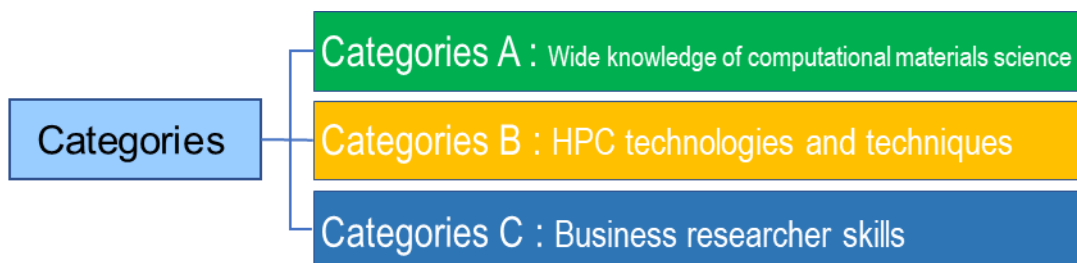 Categories
Categories A : Wide knowledge of computational materials science
Categories B : HPC technologies and techniques
Categories C : Business researcher skills